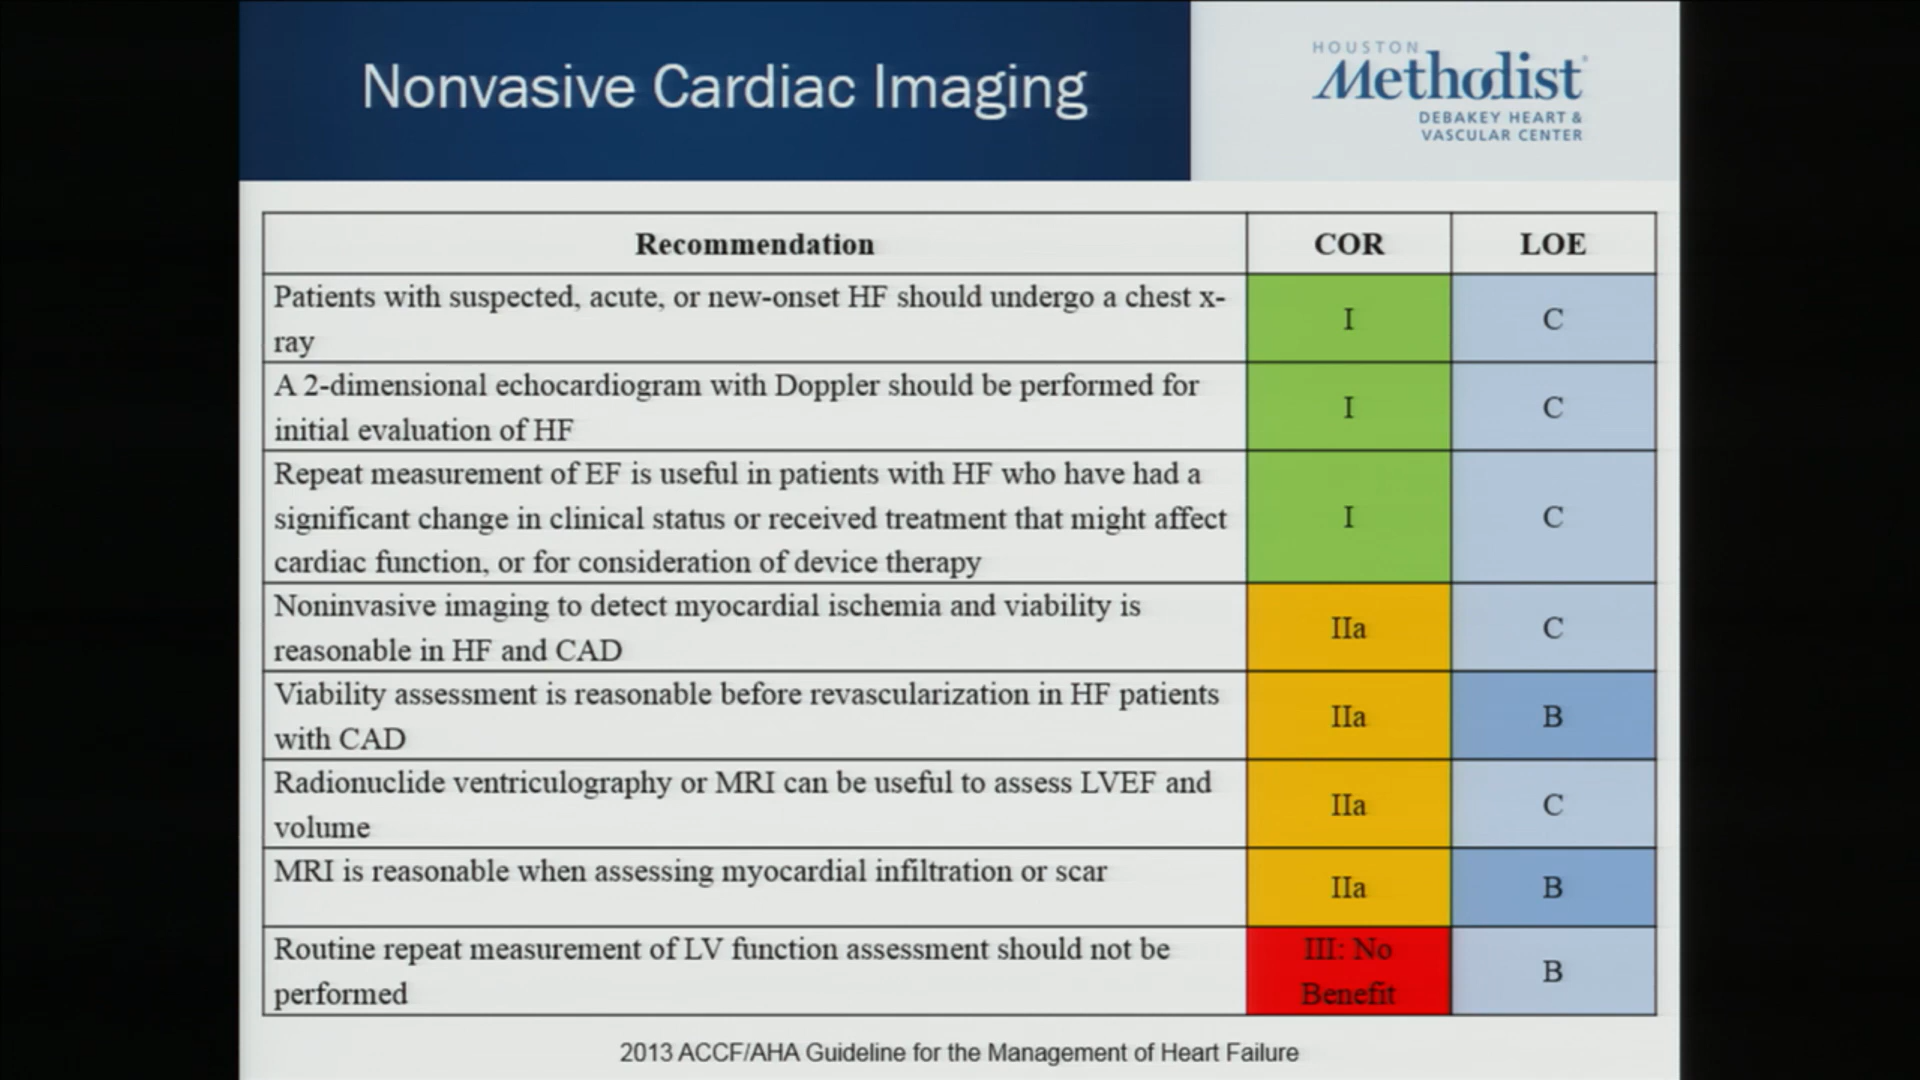 Nonvasive Cardiac Imaging
HOUSTON
Methodist
DEBAKEY HEART &
VASCULAR CENTER
Recommendation COR LOE
Patients with suspected, acute, or new-onset HF should undergo a chest x-
ray
I C
A 2-dimensional echocardiogram with Doppler should be performed for
initial evaluation of HF
I C
Repeat measurement of EF is useful in patients with HF who have had a
significant change in clinical status or received treatment that might affect
cardiac function, or for consideration of device therapy
I C
Noninvasive imaging to detect myocardial ischemia and viability is
reasonable in HF and CAD
IIa C
Viability assessment is reasonable before revascularization in HF patients
with CAD
IIa B
Radionuclide ventriculography or MRI can be useful to assess LVEF and
volume
IIa C
MRI is reasonable when assessing myocardial infiltration or scar
IIa B
Routine repeat measurement of LV function assessment should not be
performed
III: No
Benefit
B
2013 ACCF/AHA Guideline for the Management of Heart Failure